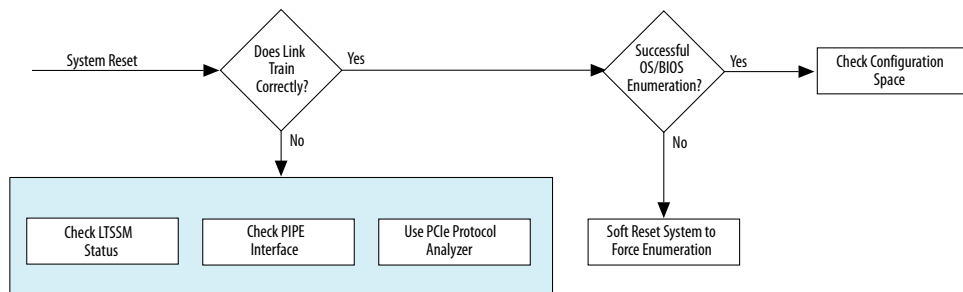 System Reset
Does Link
Train
Correctly?
Yes
No
Successful
OS/BIOS
Enumeration?
Yes
No
Check Configuration
Space
Check LTSSM
Status
Check PIPE
Interface
Use PCIe Protocol
Analyzer
Soft Reset System to
Force Enumeration